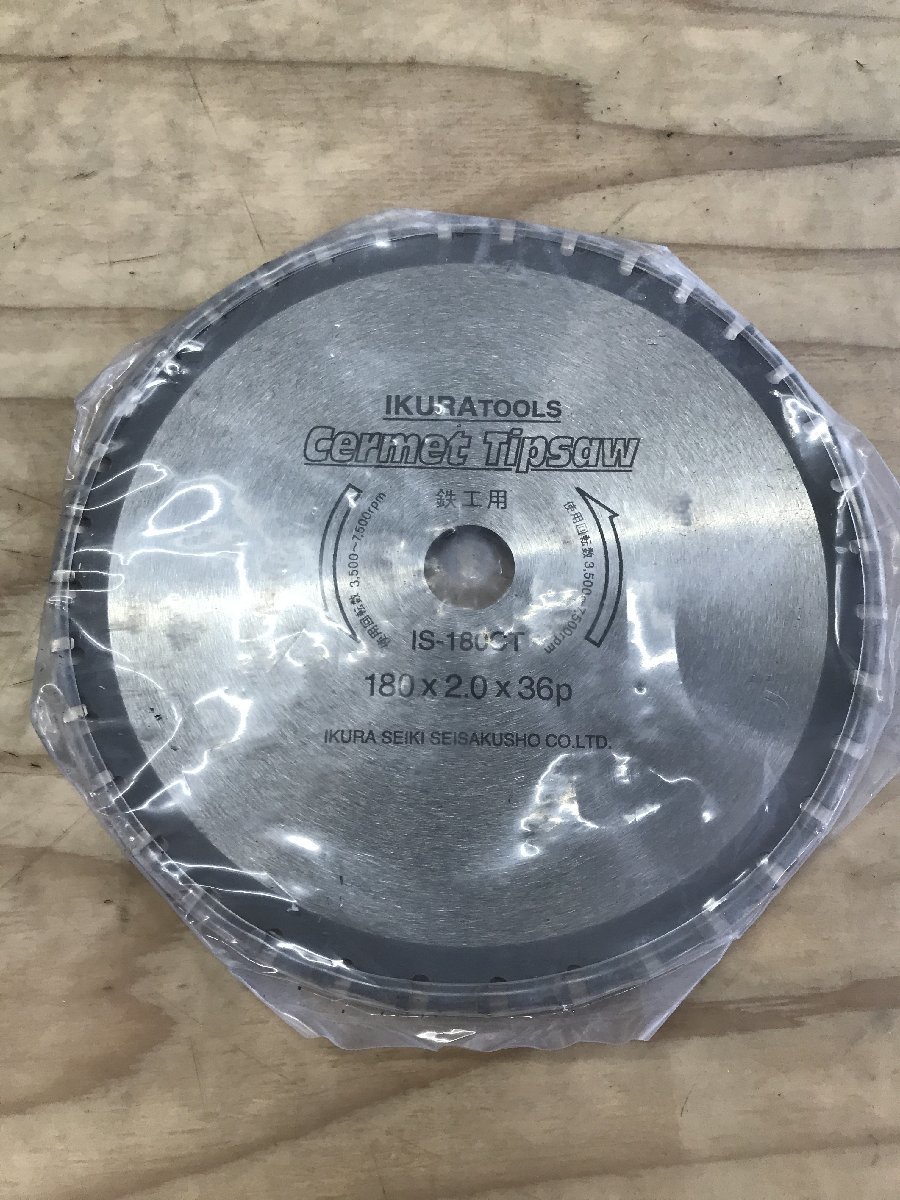 IKURATOOLS
Cermet Tipsaw
鉄工用
使用回転数 3,500~7,500rpm
使用回転数 3,500~7,500rpm
IS-180CT
180 x 2.0 x 36p
IKURA SEIKI SEISAKUSHO CO.LTD.